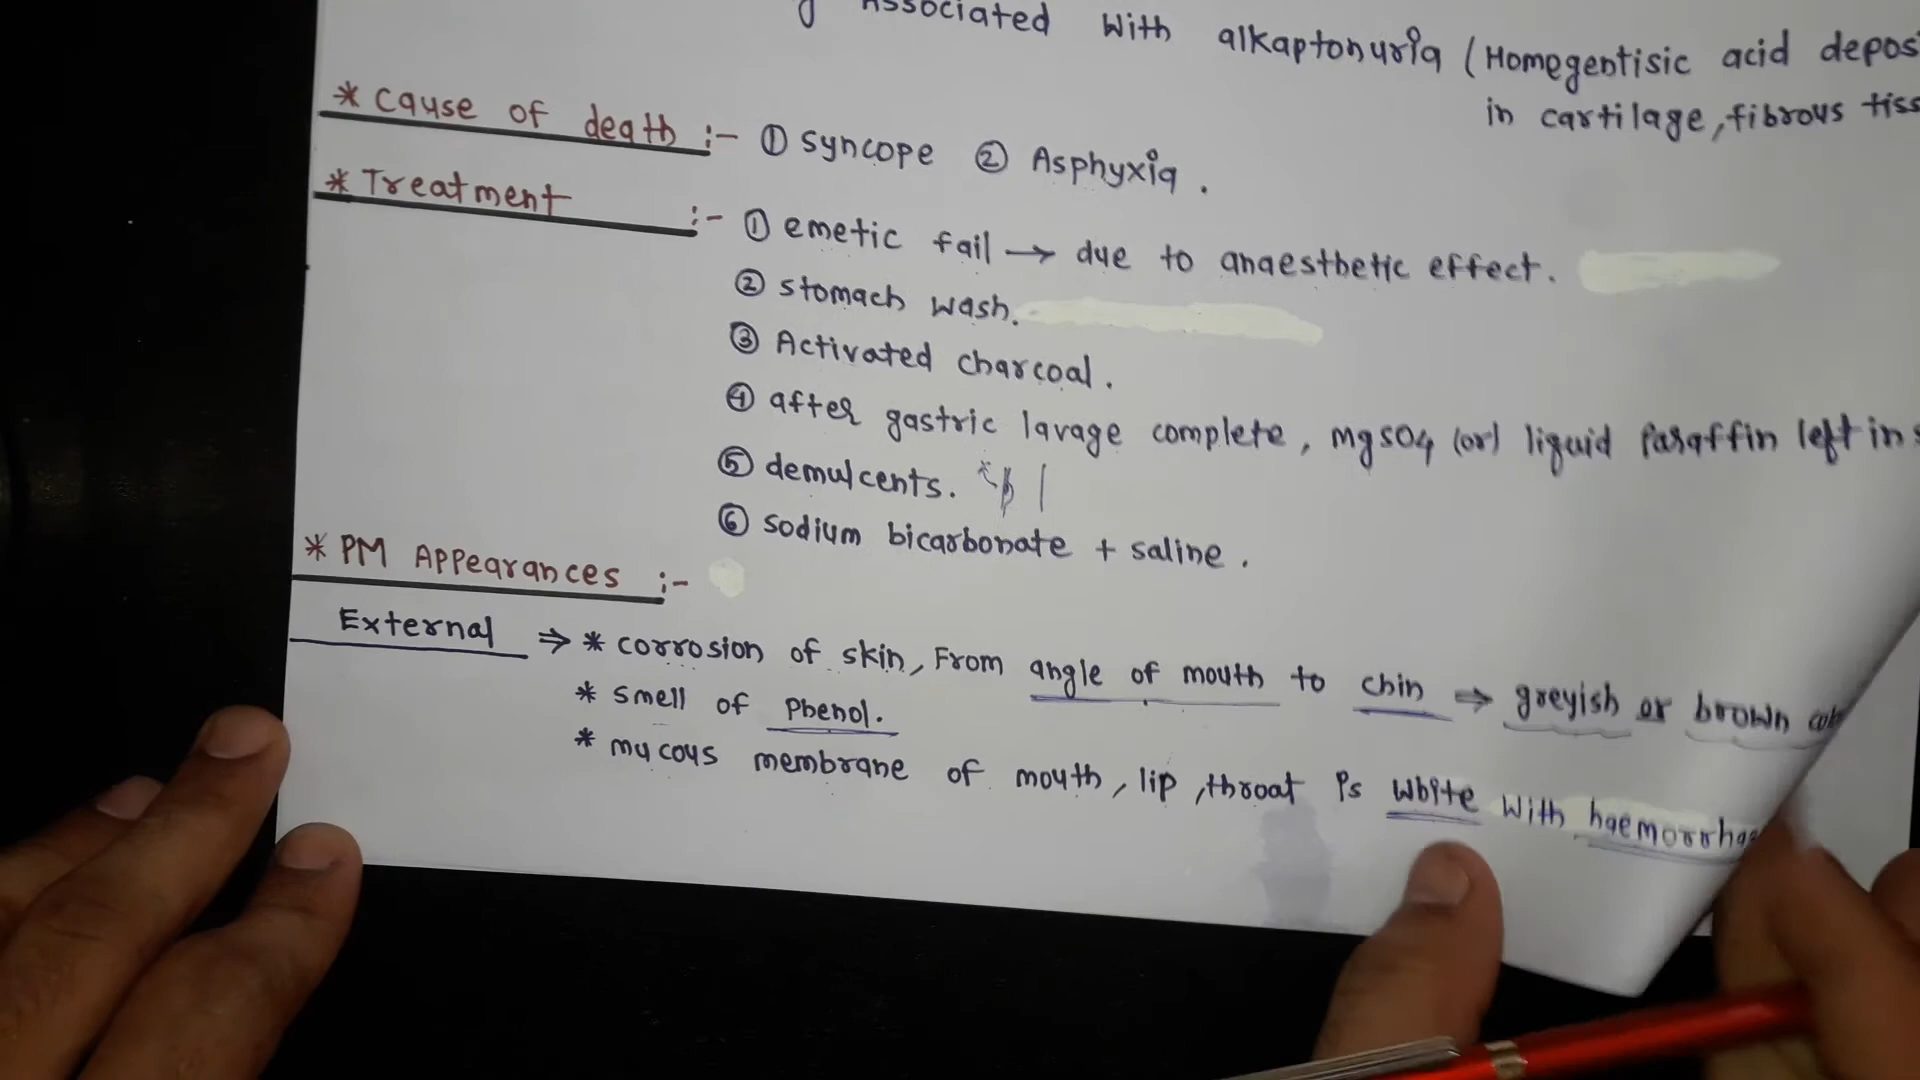 Associated with alkaptonuria (Homegentisic acid depos
in cartilage, fibrous tiss
* cause of death :- ① syncope ② Asphyxia.
* Treatment :- ① emetic fail → due to anaesthetic effect.
② stomach wash.
③ Activated charcoal.
④ after gastric lavage complete, mgso4 (or) liquid Paraffin left in s
⑤ demulcents.
⑥ sodium bicarbonate + saline.
* PM Appearances :-
External ⇒ * corrosion of skin, From angle of mouth to chin ⇒ greyish or brown
* smell of Phenol.
* mucous membrane of mouth, lip, throat is white with haemorrha